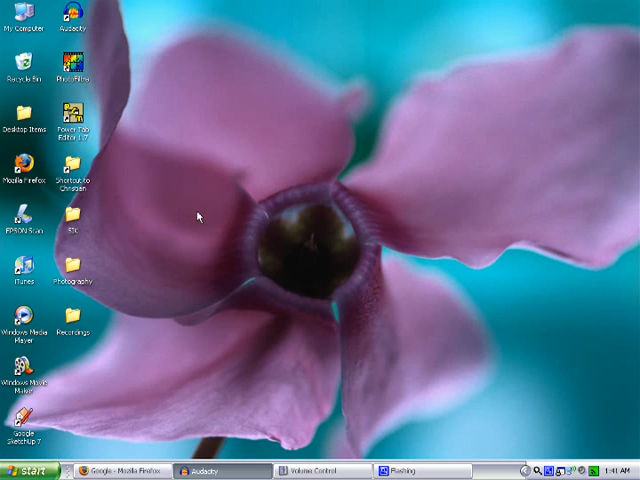 My Computer
Audacity
Recycle Bin
PhotoFiltre
Desktop Items
Power Tab
Editor 1.7
Mozilla Firefox
Shortcut to
Christian
EPSON Scan
SIK
iTunes
Photography
Windows Media
Player
Recordings
Windows Movie
Maker
Google
SketchUp 7
start
Google - Mozilla Firefox
Audacity
Volume Control
Flashing
1:41 AM